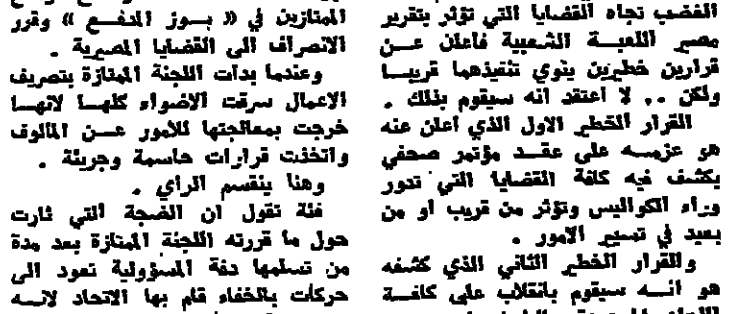 الغضب تجاه القضايا التي تؤثر بتقرير
مصير اللعبة الشعبية فاعلن عن
قرارين خطيرين ينوي تنفيذهما قريبا
ولكن .. لا اعتقد انه سيقوم بذلك .
القرار الخطير الاول الذي اعلن عنه
هو عزمه على عقد مؤتمر صحفي
يكشف فيه كافة القضايا التي تدور
وراء الكواليس وتؤثر من قريب او من
بعيد في تسيير الامور .
والقرار الخطير الثاني الذي كشفه
هو انه سيقوم بانقلاب على كافة
الممتازين في « بوز المدفع » وقرر
الانصراف الى القضايا المصيرية .
وعندما بدات اللجنة الممتازة بتصريف
الاعمال سرقت الاضواء كلها لانها
خرجت بمعالجتها للأمور عن المألوف
واتخذت قرارات حاسمة وجريئة .
وهنا ينقسم الراي .
فئة تقول ان الضجة التي ثارت
حول ما قررته اللجنة الممتازة بعد مدة
من تسلمها دفة المسؤولية تعود الى
حركات بالخفاء قام بها الاتحاد لانه